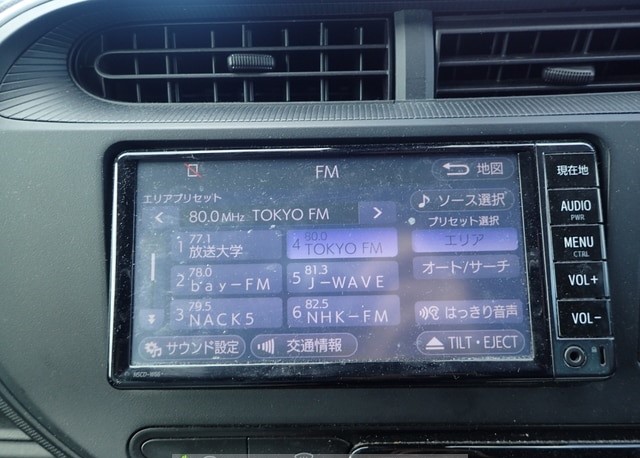 FM
地図
エリアプリセット
ソース選択
80.0 MHz TOKYO FM
プリセット選択
1 77.1 放送大学
4 80.0 TOKYO FM
エリア
2 78.0 b'ay-FM
5 81.3 J-WAVE
オート/サーチ
3 79.5 NACK5
6 82.5 NHK-FM
はっきり音声
サウンド設定
交通情報
TILT・EJECT
現在地
AUDIO
PWR
MENU
CTRL
VOL+
VOL-